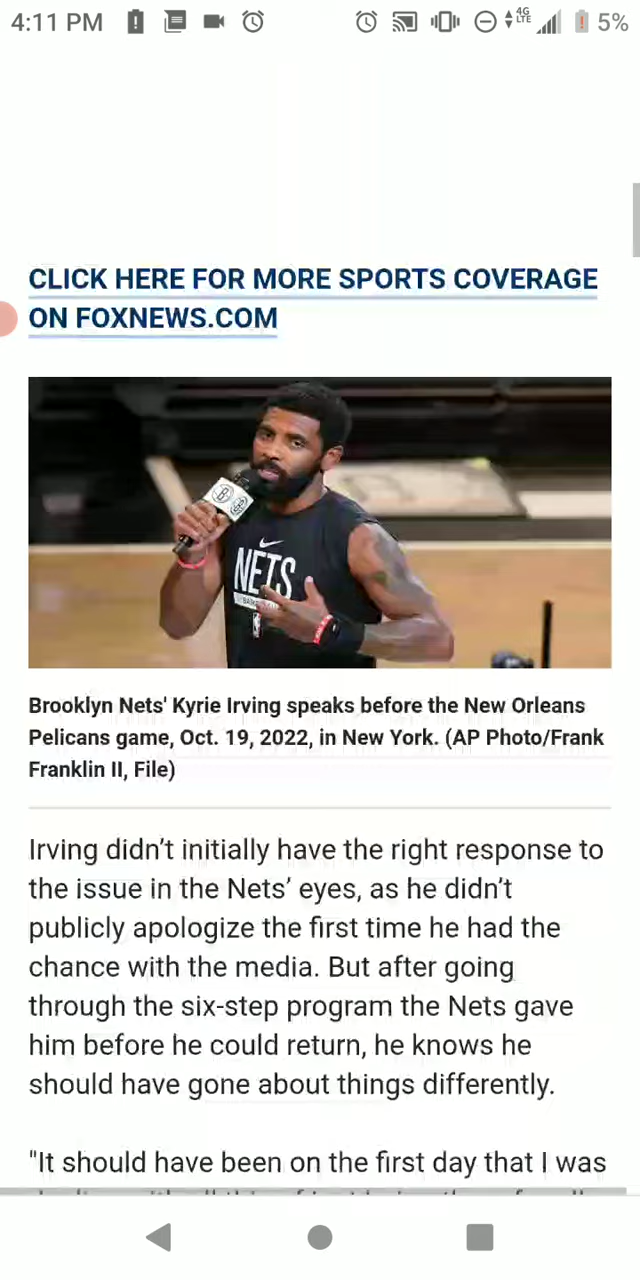 4:11 PM
4G
LTE
5%
CLICK HERE FOR MORE SPORTS COVERAGE
ON FOXNEWS.COM
NETS
Brooklyn Nets' Kyrie Irving speaks before the New Orleans
Pelicans game, Oct. 19, 2022, in New York. (AP Photo/Frank
Franklin II, File)
Irving didn’t initially have the right response to
the issue in the Nets’ eyes, as he didn’t
publicly apologize the first time he had the
chance with the media. But after going
through the six-step program the Nets gave
him before he could return, he knows he
should have gone about things differently.
"It should have been on the first day that I was